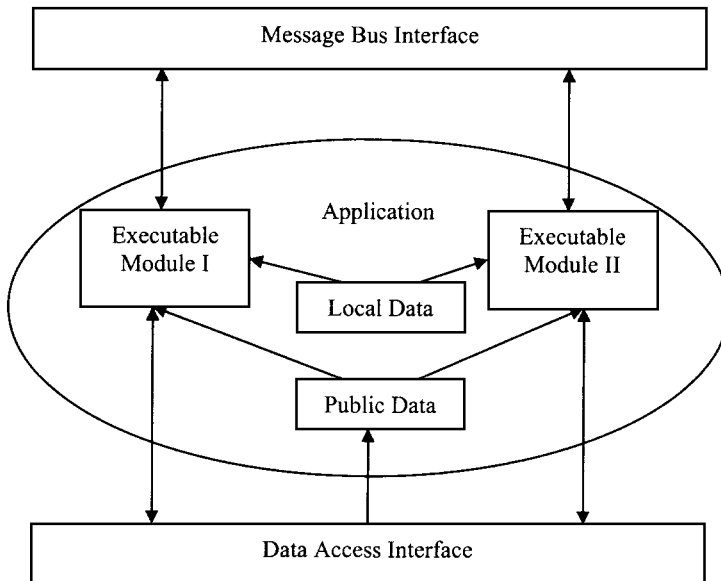 Message Bus Interface
Application
Executable
Module I
Executable
Module II
Local Data
Public Data
Data Access Interface